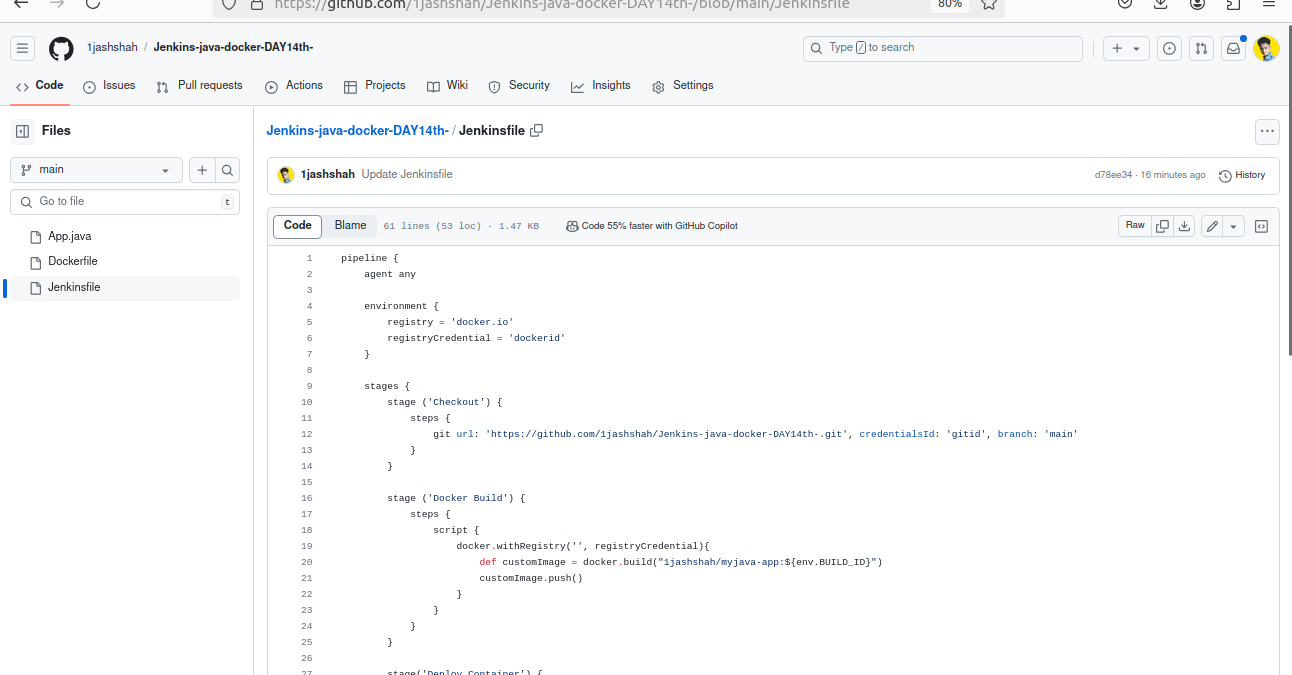 https://github.com/1jashshah/Jenkins-java-docker-DAY14th-/blob/main/Jenkinsfile
80%
1jashshah / Jenkins-java-docker-DAY14th-
Type / to search
Code
Issues
Pull requests
Actions
Projects
Wiki
Security
Insights
Settings
Files
main
Go to file
t
App.java
Dockerfile
Jenkinsfile
Jenkins-java-docker-DAY14th- / Jenkinsfile
1jashshah Update Jenkinsfile
d78ee34 · 16 minutes ago
History
Code
Blame
61 lines (53 loc) · 1.47 KB
Code 55% faster with GitHub Copilot
Raw
1 pipeline {
2 agent any
3
4 environment {
5 registry = 'docker.io'
6 registryCredential = 'dockerid'
7 }
8
9 stages {
10 stage ('Checkout') {
11 steps {
12 git url: 'https://github.com/1jashshah/Jenkins-java-docker-DAY14th-.git', credentialsId: 'gitid', branch: 'main'
13 }
14 }
15
16 stage ('Docker Build') {
17 steps {
18 script {
19 docker.withRegistry('', registryCredential){
20 def customImage = docker.build("1jashshah/myjava-app:${env.BUILD_ID}")
21 customImage.push()
22 }
23 }
24 }
25 }
26
27 stage('Deploy Container') {